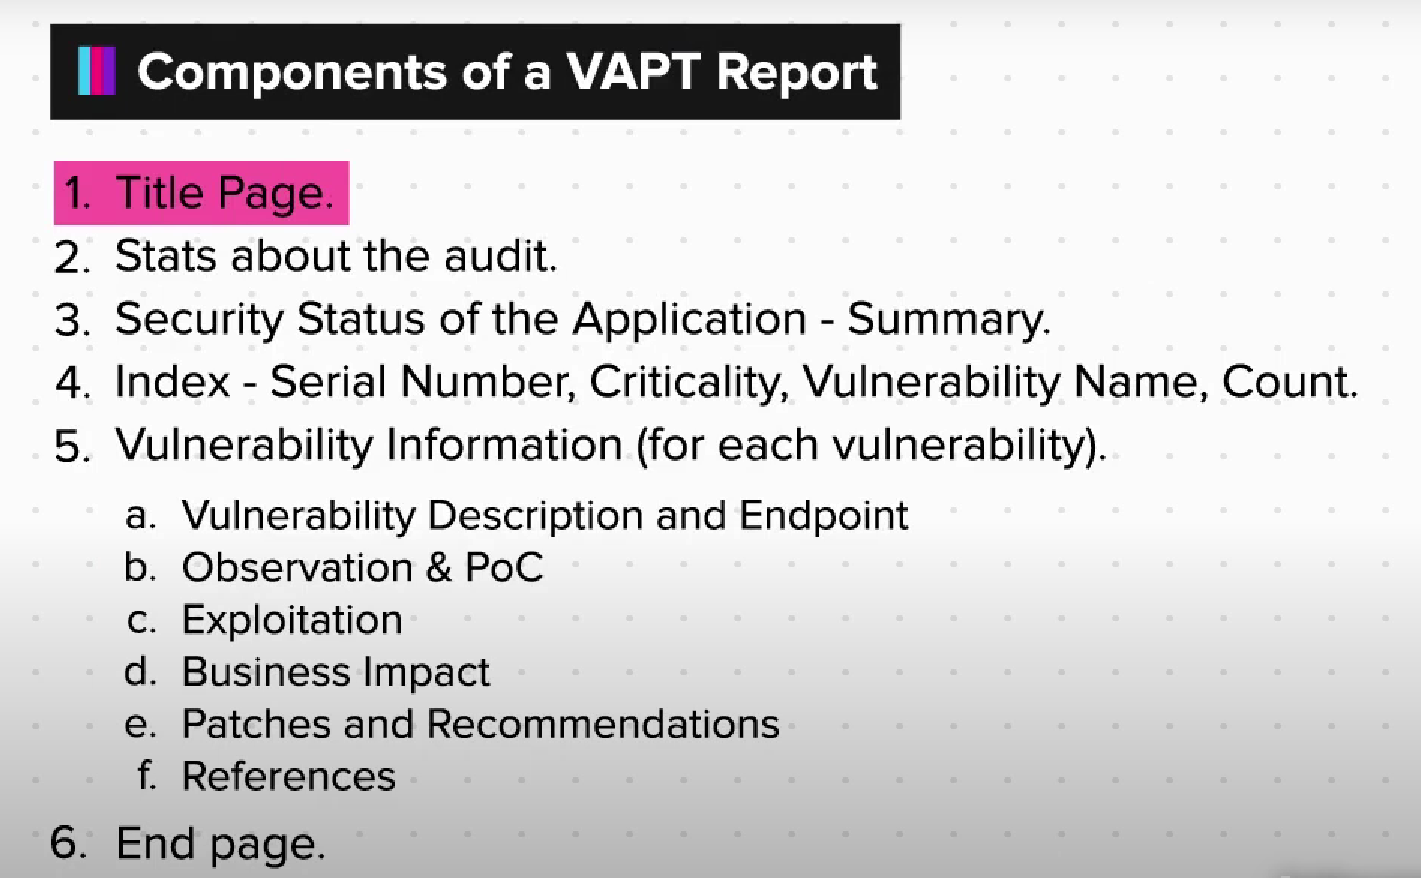 Components of a VAPT Report
1. Title Page.
2. Stats about the audit.
3. Security Status of the Application - Summary.
4. Index - Serial Number, Criticality, Vulnerability Name, Count.
5. Vulnerability Information (for each vulnerability).
a. Vulnerability Description and Endpoint
b. Observation & PoC
c. Exploitation
d. Business Impact
e. Patches and Recommendations
f. References
6. End page.